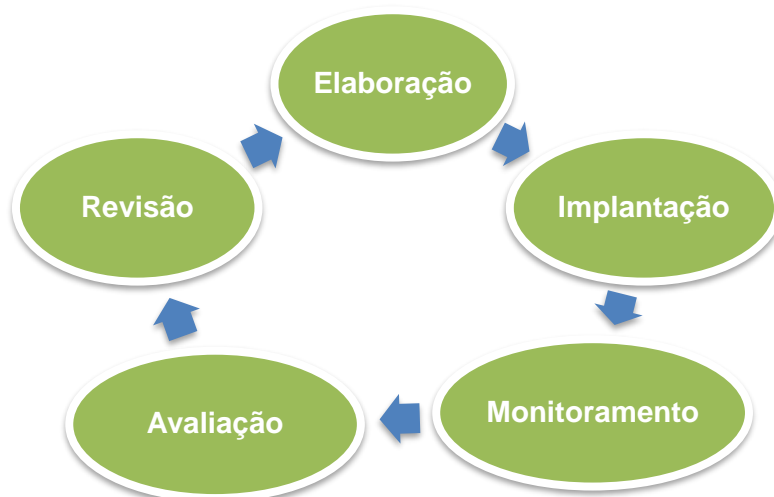 Elaboração
Implantação
Monitoramento
Avaliação
Revisão